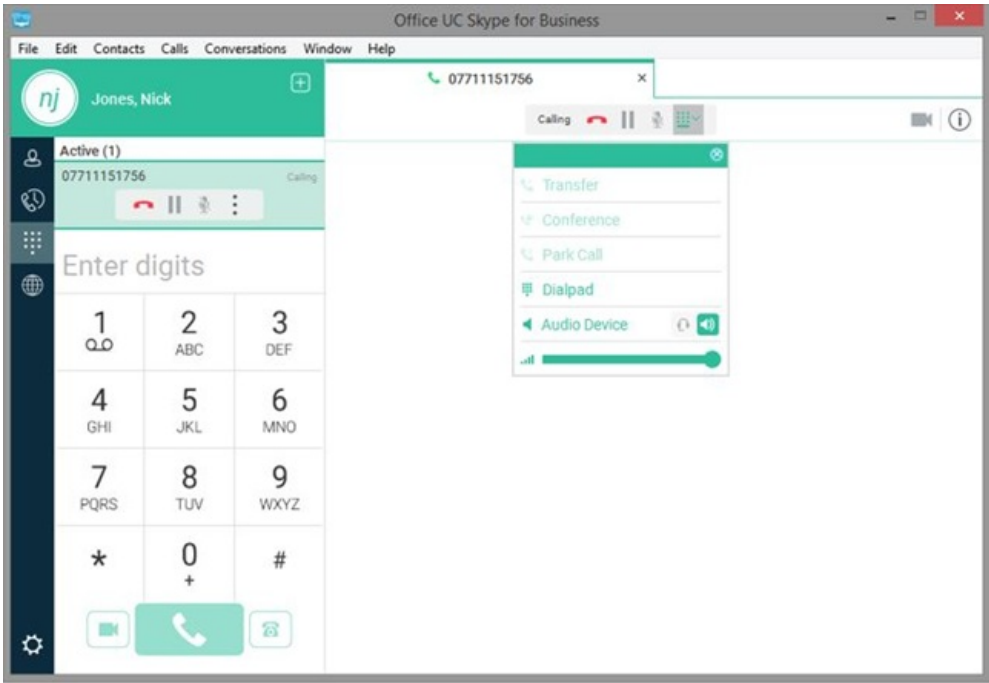 Office UC Skype for Business
File Edit Contacts Calls Conversations Window Help
nj
Jones, Nick
07711151756
Calling
Active (1)
07711151756
Calling
Transfer
Conference
Park Call
Dialpad
Audio Device
Enter digits
1 2 3
ABC DEF
4 5 6
GHI JKL MNO
7 8 9
PQRS TUV WXYZ
* 0 #
+